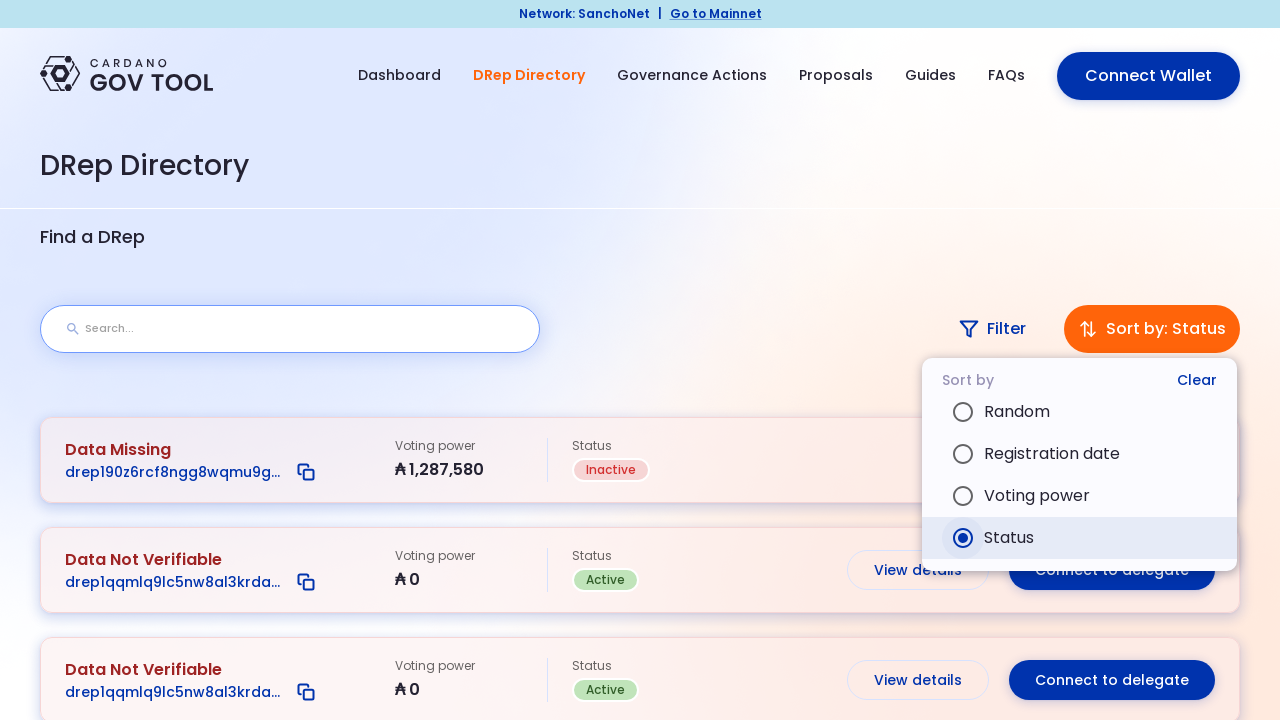 Network: SanchoNet | Go to Mainnet
CARDANO
GOV TOOL
Dashboard
DRep Directory
Governance Actions
Proposals
Guides
FAQs
Connect Wallet
DRep Directory
Find a DRep
Search...
Filter
Sort by: Status
Sort by
Clear
Random
Registration date
Voting power
Status
Data Missing
drep190z6rcf8ngg8wqmu9g...
Voting power
₳ 1,287,580
Status
Inactive
Data Not Verifiable
drep1qqmlq9lc5nw8al3krda...
Voting power
₳ 0
Status
Active
View details
Connect to delegate
Data Not Verifiable
drep1qqmlq9lc5nw8al3krda...
Voting power
₳ 0
Status
Active
View details
Connect to delegate